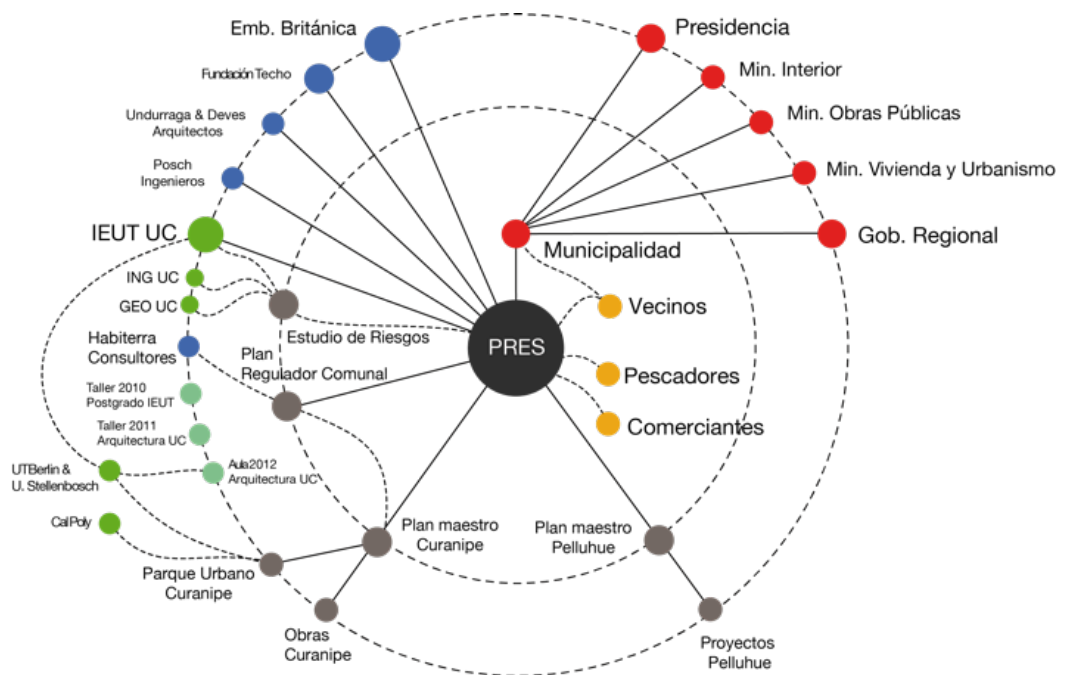 Emb. Británica
Presidencia
Fundación Techo
Min. Interior
Undurraga & Deves
Arquitectos
Min. Obras Públicas
Posch
Ingenieros
Min. Vivienda y Urbanismo
IEUT UC
Municipalidad
Gob. Regional
ING UC
GEO UC
Vecinos
Estudio de Riesgos
Habiterra
Consultores
Plan
Regulador Comunal
PRES
Pescadores
Taller 2010
Postgrado IEUT
Taller 2011
Arquitectura UC
Comerciantes
UTBerlin &
U. Stellenbosch
Aula2012
Arquitectura UC
Cal Poly
Plan maestro
Curanipe
Plan maestro
Pelluhue
Parque Urbano
Curanipe
Obras
Curanipe
Proyectos
Pelluhue